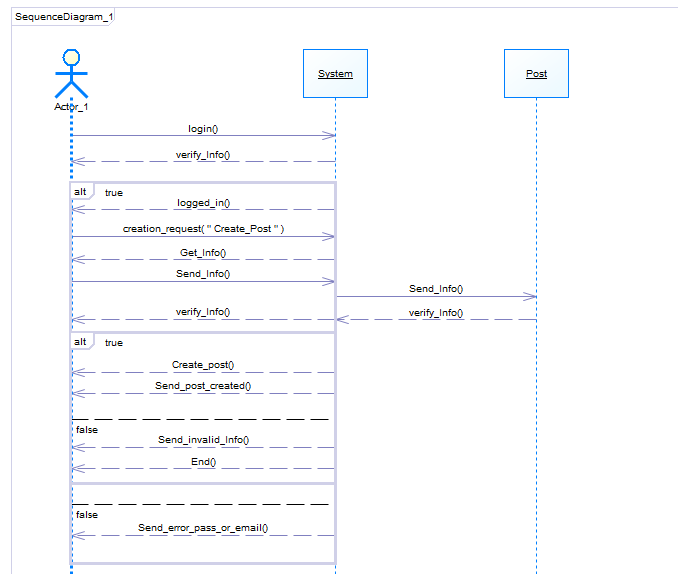 SequenceDiagram_1
System
Post
Actor_1
login()
verify_Info()
alt
true
logged_in()
creation_request( " Create_Post " )
Get_Info()
Send_Info()
Send_Info()
verify_Info()
verify_Info()
alt
true
Create_post()
Send_post_created()
false
Send_invalid_Info()
End()
false
Send_error_pass_or_email()